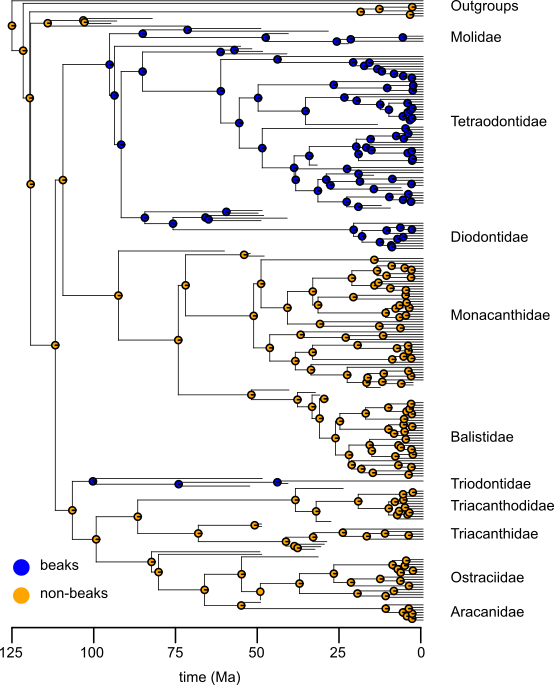 Outgroups
Molidae
Tetraodontidae
Diodontidae
Monacanthidae
Balistidae
Triodontidae
Triacanthodidae
Triacanthidae
beaks
Ostraciidae
non-beaks
Aracanidae
125 100 75 50 25 0
time (Ma)